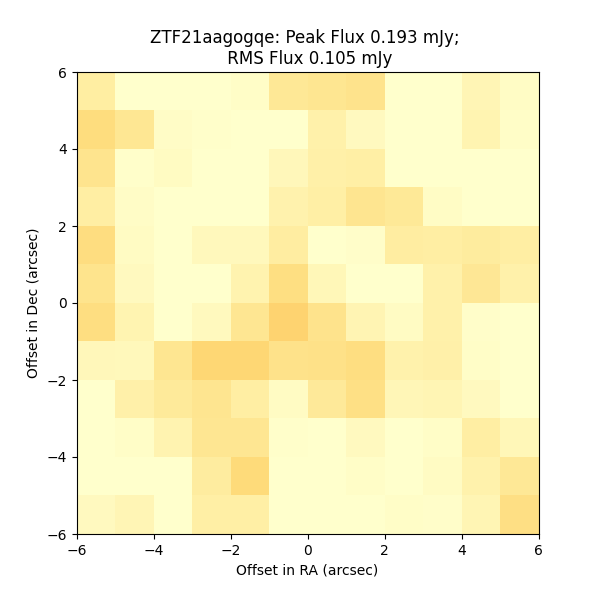 ZTF21aagogqe: Peak Flux 0.193 mJy;
RMS Flux 0.105 mJy
6
4
2
0
−2
−4
−6
Offset in Dec (arcsec)
−6 −4 −2 0 2 4 6
Offset in RA (arcsec)